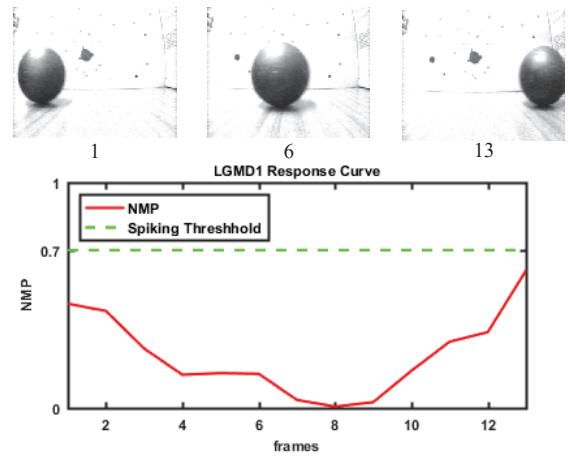 1 6 13
LGMD1 Response Curve
1
NMP
Spiking Threshhold
0.7
NMP
0
2 4 6 8 10 12
frames